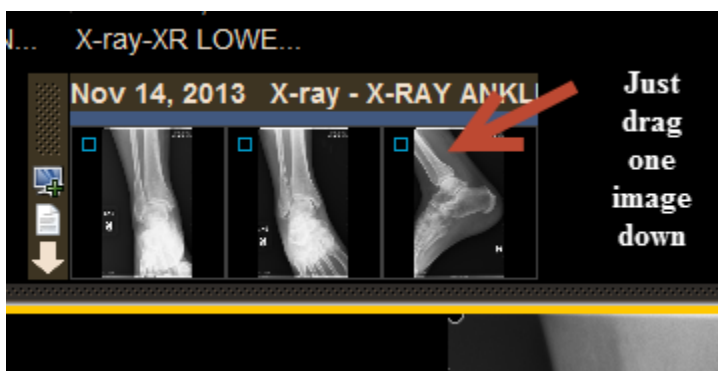 N... X-ray-XR LOWE...
Nov 14, 2013 X-ray - X-RAY ANKL
Just
drag
one
image
down